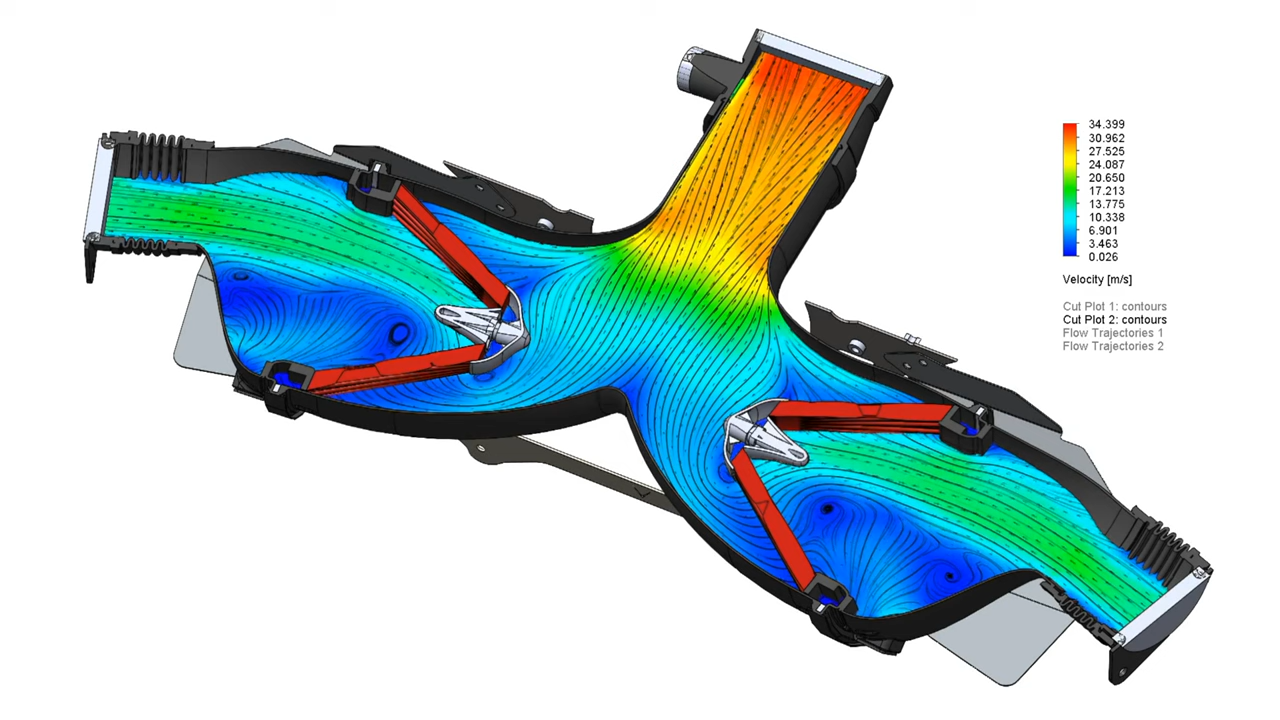 34.399
30.962
27.525
24.087
20.650
17.213
13.775
10.338
6.901
3.463
0.026
Velocity [m/s]
Cut Plot 1: contours
Cut Plot 2: contours
Flow Trajectories 1
Flow Trajectories 2